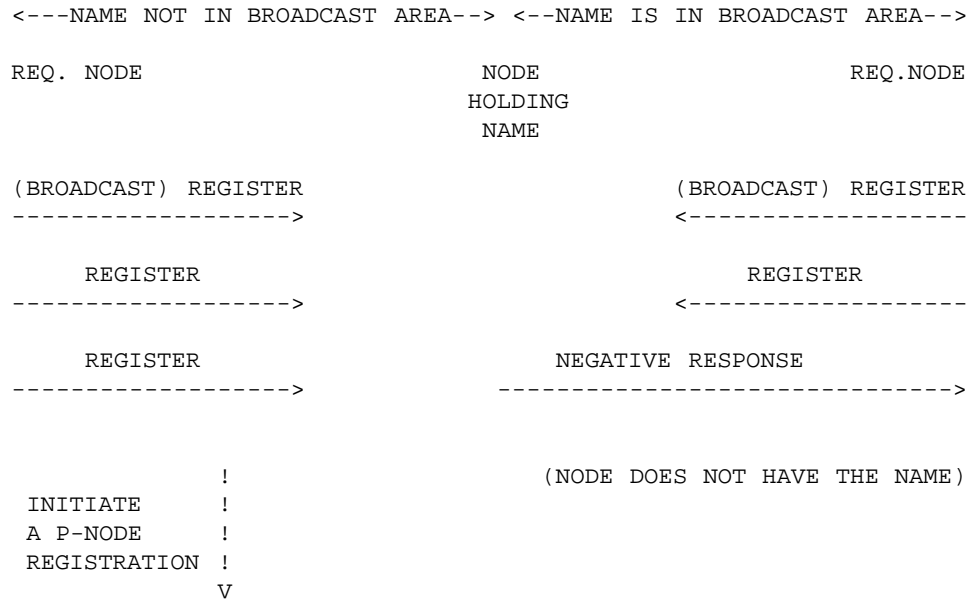 <---NAME NOT IN BROADCAST AREA--> <--NAME IS IN BROADCAST AREA-->
REQ. NODE                       NODE                     REQ.NODE
                               HOLDING
                                NAME
(BROADCAST) REGISTER                         (BROADCAST) REGISTER
------------------->                         <-------------------
     REGISTER                                     REGISTER
------------------->                         <-------------------
     REGISTER                        NEGATIVE RESPONSE
------------------->             ------------------------------->
              !                     (NODE DOES NOT HAVE THE NAME)
 INITIATE     !
 A P-NODE     !
 REGISTRATION !
              V